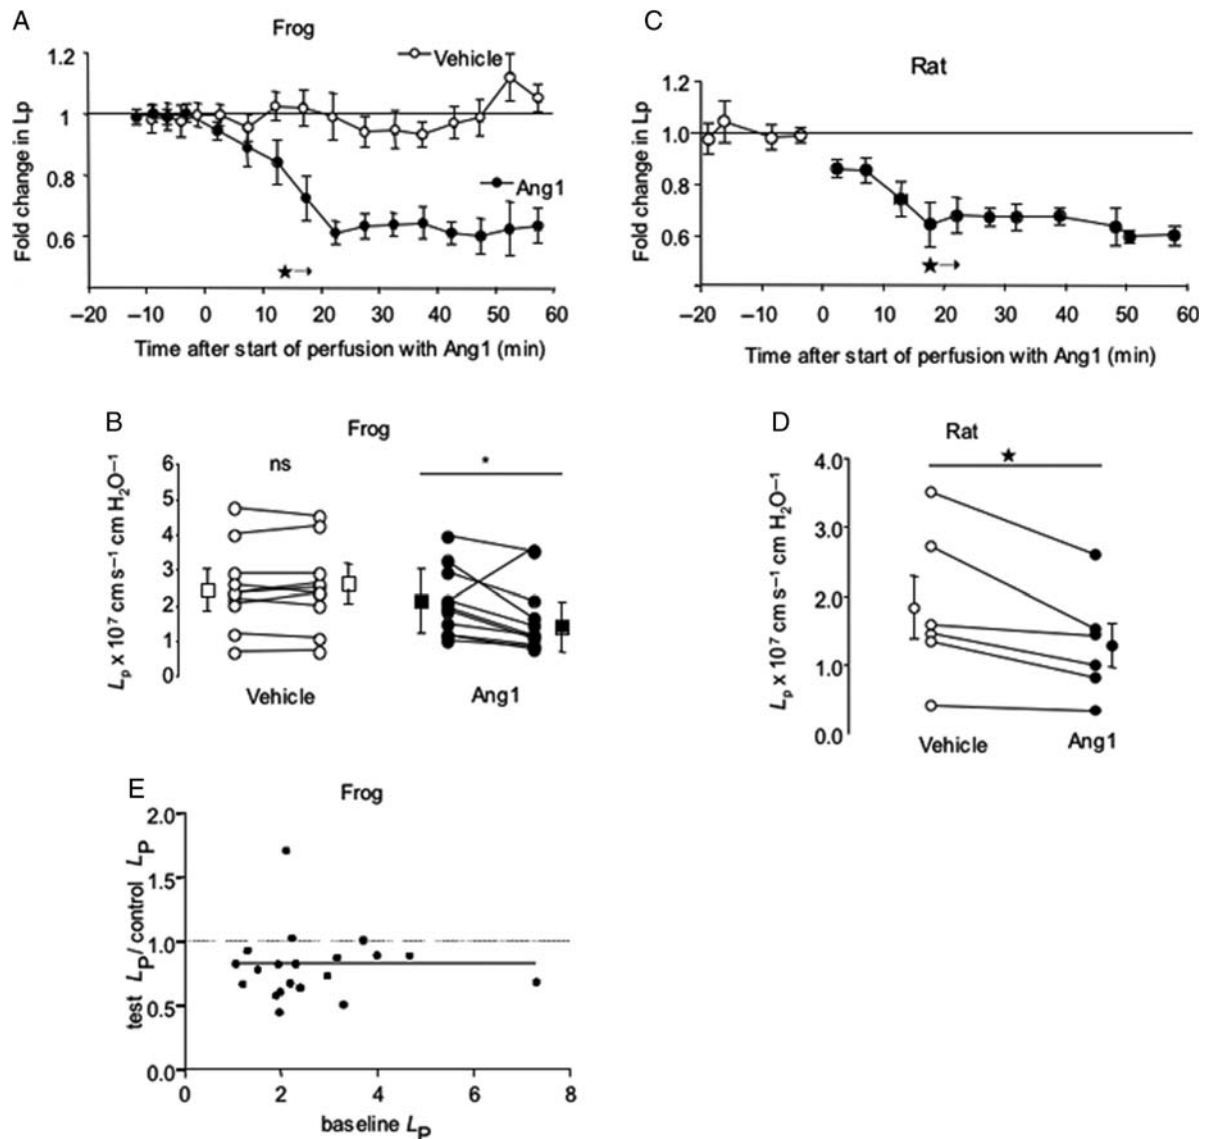 A
Frog
1.2
1
0.8
0.6
Fold change in Lp
Vehicle
Ang1
★→
−20 −10 0 10 20 30 40 50 60
Time after start of perfusion with Ang1 (min)
C
Rat
1.2
1.0
0.8
0.6
Fold change in Lp
★→
−20 −10 0 10 20 30 40 50 60
Time after start of perfusion with Ang1 (min)
B
Frog
6
5
4
3
2
1
0
Lp x 10⁷ cm s⁻¹ cm H₂O⁻¹
ns
*
Vehicle Ang1
D
Rat
★
4.0
3.0
2.0
1.0
0.0
Lp x 10⁷ cm s⁻¹ cm H₂O⁻¹
Vehicle Ang1
E
Frog
2.0
1.5
1.0
0.5
0.0
test LP/ control LP
0 2 4 6 8
baseline LP